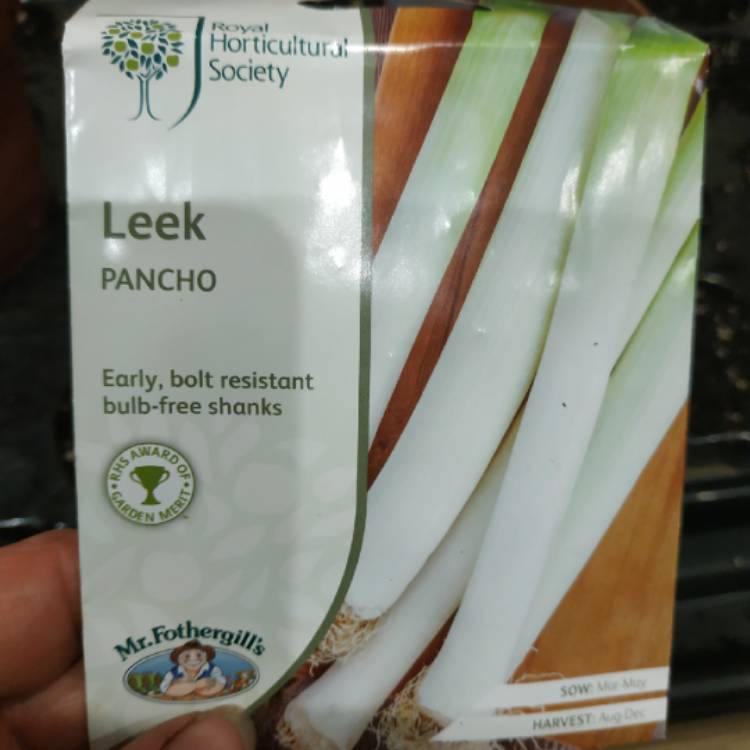 Royal
Horticultural
Society
Leek
PANCHO
Early, bolt resistant
bulb-free shanks
RHS AWARD OF
GARDEN MERIT
Mr. Fothergill's
SOW: Mar-May
HARVEST: Aug-Dec